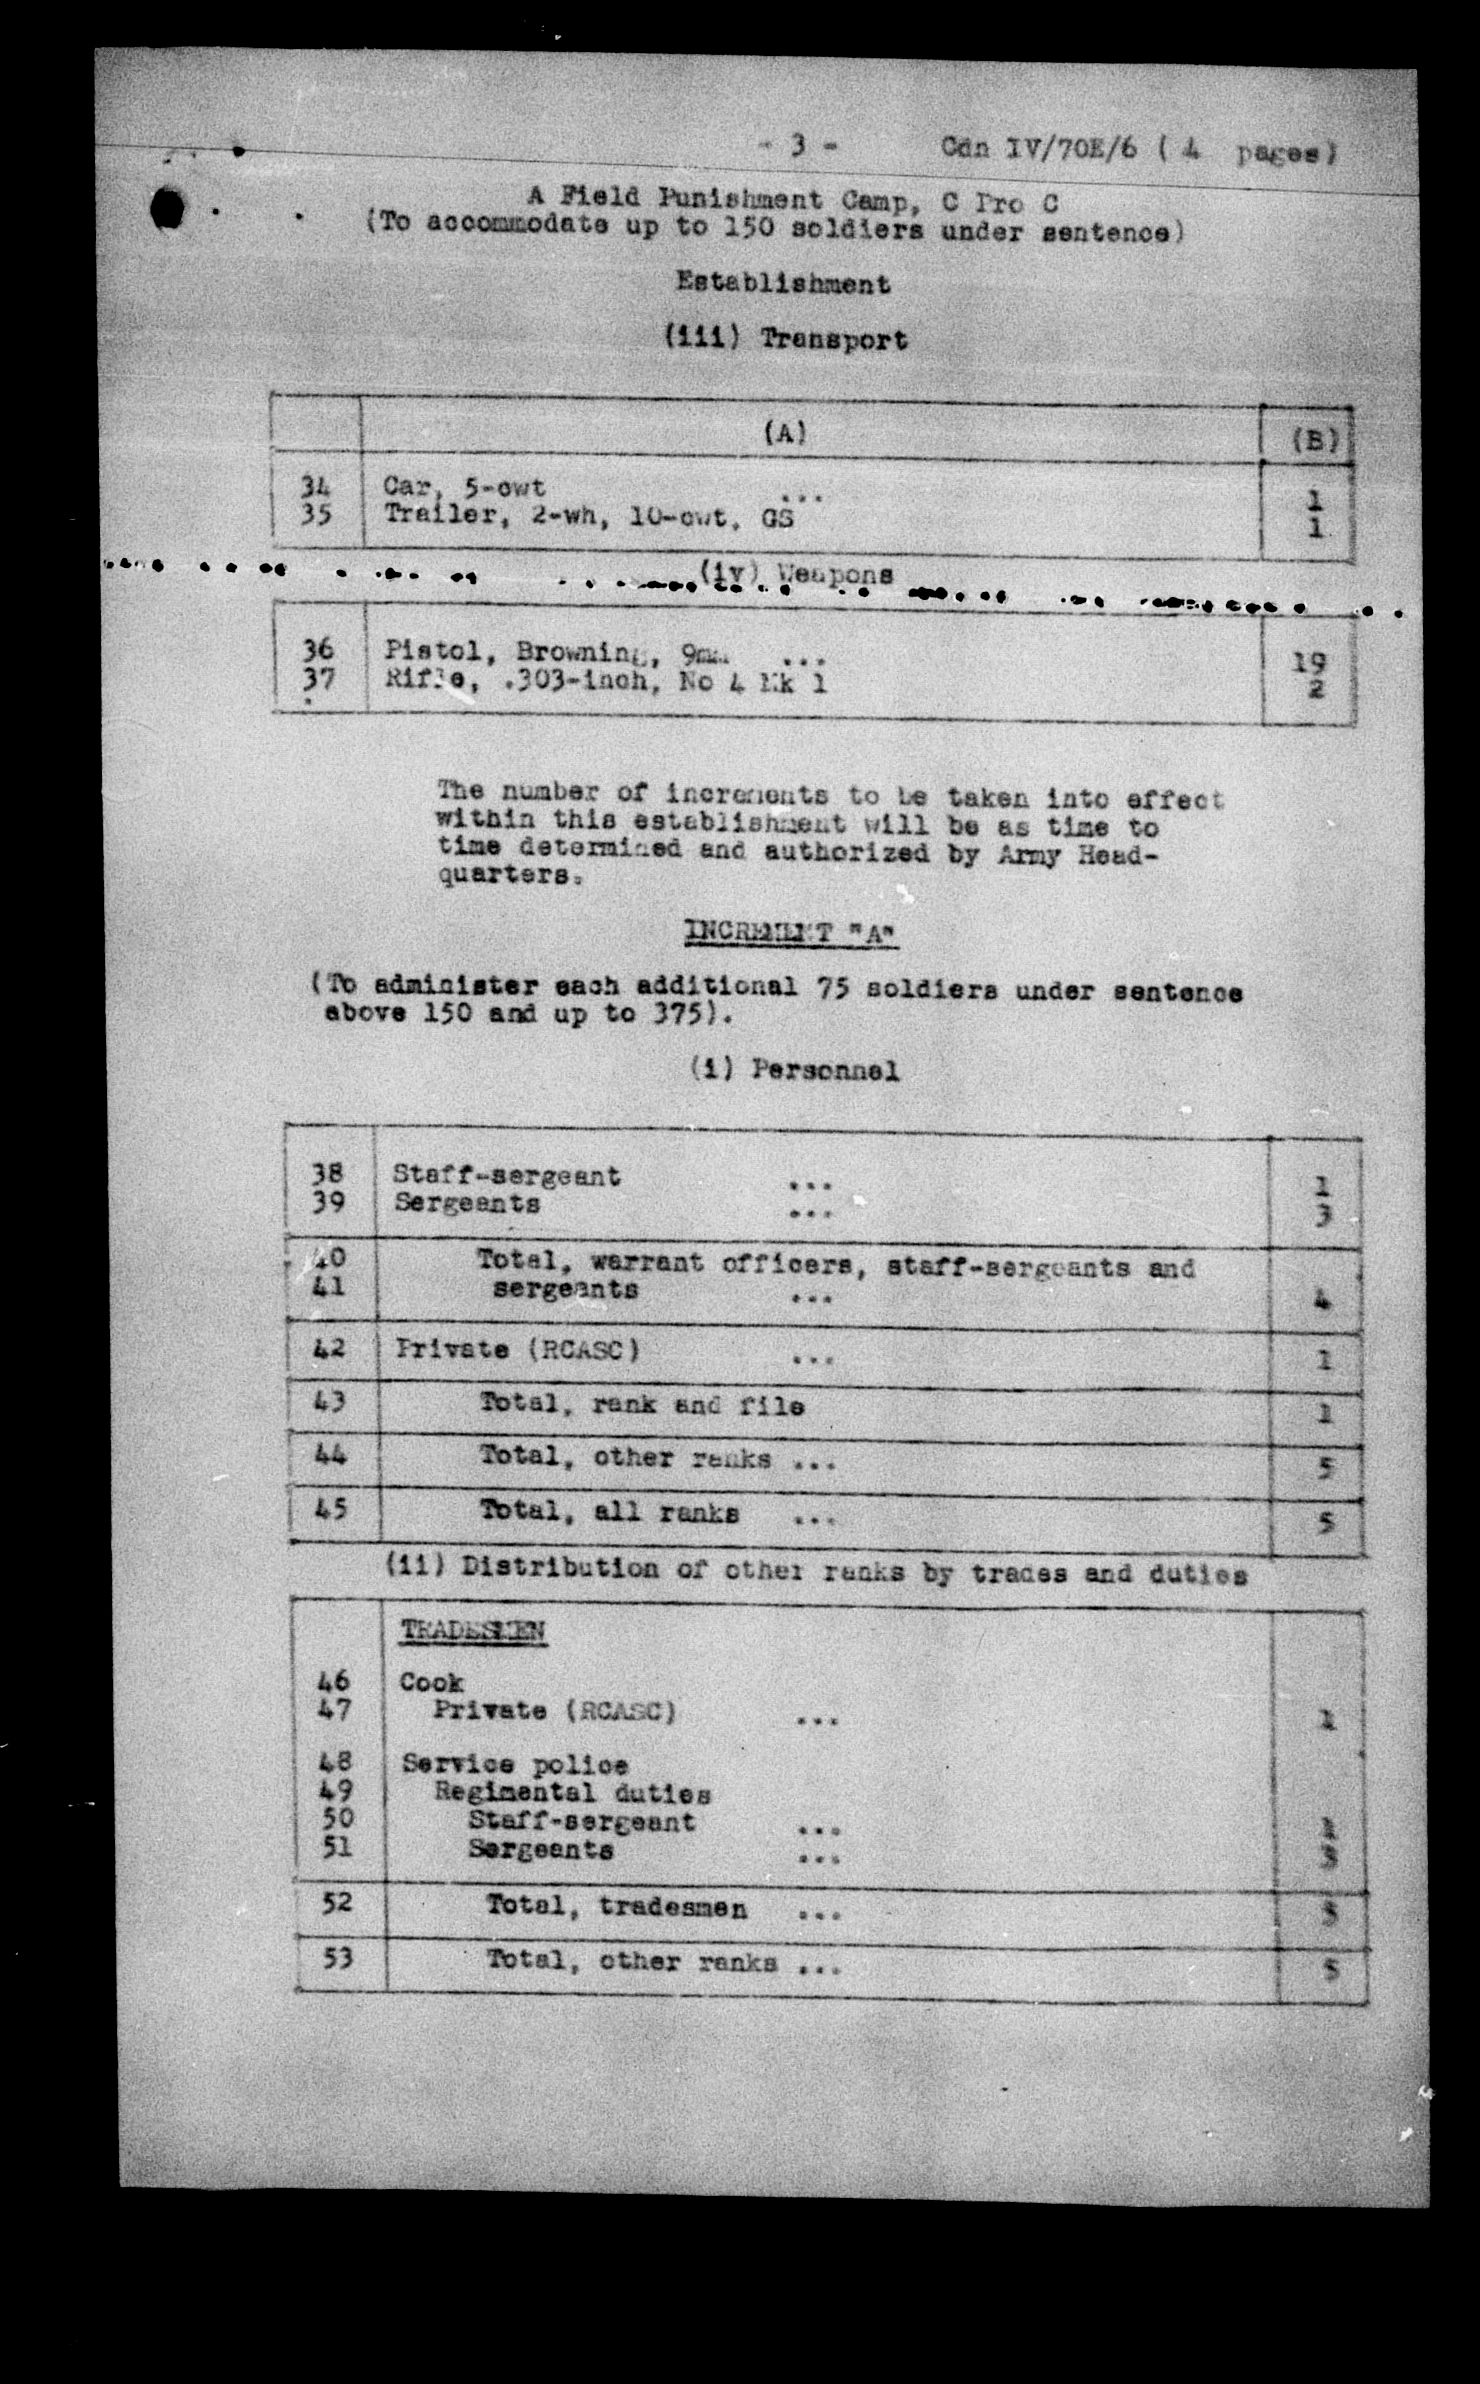 - 3 - Cdn IV/70E/6 ( 4 pages)
A Field Punishment Camp, C Pro C
(To accommodate up to 150 soldiers under sentence)
Establishment
(iii) Transport
(A) (B)
34 Car, 5-cwt ... 1
35 Trailer, 2-wh, 10-cwt, GS 1
(iv) Weapons
36 Pistol, Browning, 9mm ... 19
37 Rifle, .303-inch, No 4 Mk 1 2
The number of increments to be taken into effect
within this establishment will be as time to
time determined and authorized by Army Head-
quarters.
INCREMENT "A"
(To administer each additional 75 soldiers under sentence
above 150 and up to 375).
(i) Personnel
38 Staff-sergeant ... 1
39 Sergeants ... 3
40 Total, warrant officers, staff-sergeants and
41 sergeants ... 4
42 Private (RCASC) ... 1
43 Total, rank and file 1
44 Total, other ranks ... 5
45 Total, all ranks ... 5
(ii) Distribution of other ranks by trades and duties
TRADESMEN
46 Cook
47 Private (RCASC) ... 1
48 Service police
49 Regimental duties
50 Staff-sergeant ... 1
51 Sergeants ... 3
52 Total, tradesmen ... 5
53 Total, other ranks ... 5